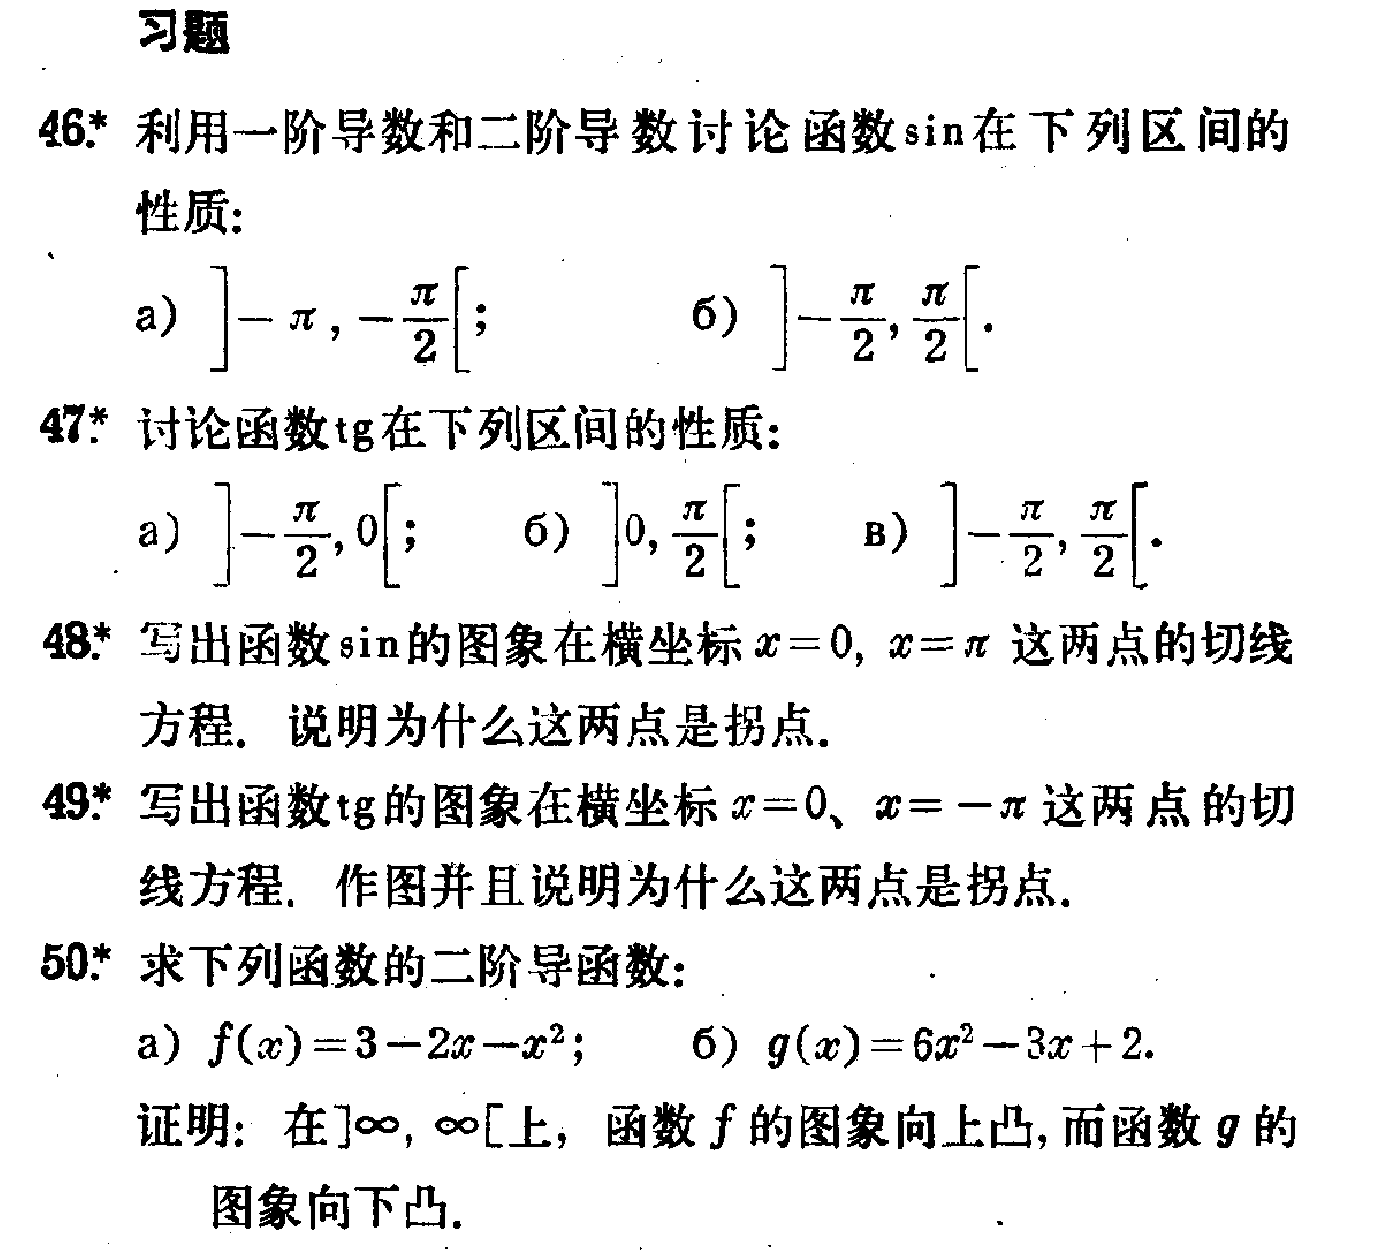 习题
46* 利用一阶导数和二阶导数讨论函数sin在下列区间的
性质:
а) ]-π, -π/2[; б) ]-π/2, π/2[.
47* 讨论函数tg在下列区间的性质:
а) ]-π/2, 0[; б) ]0, π/2[; в) ]-π/2, π/2[.
48* 写出函数sin的图象在横坐标x=0, x=π 这两点的切线
方程. 说明为什么这两点是拐点.
49* 写出函数tg的图象在横坐标x=0、x=-π这两点的切
线方程. 作图并且说明为什么这两点是拐点.
50* 求下列函数的二阶导函数:
а) f(x)=3-2x-x²; б) g(x)=6x²-3x+2.
证明: 在]∞, ∞[上, 函数 f 的图象向上凸, 而函数 g 的
图象向下凸.